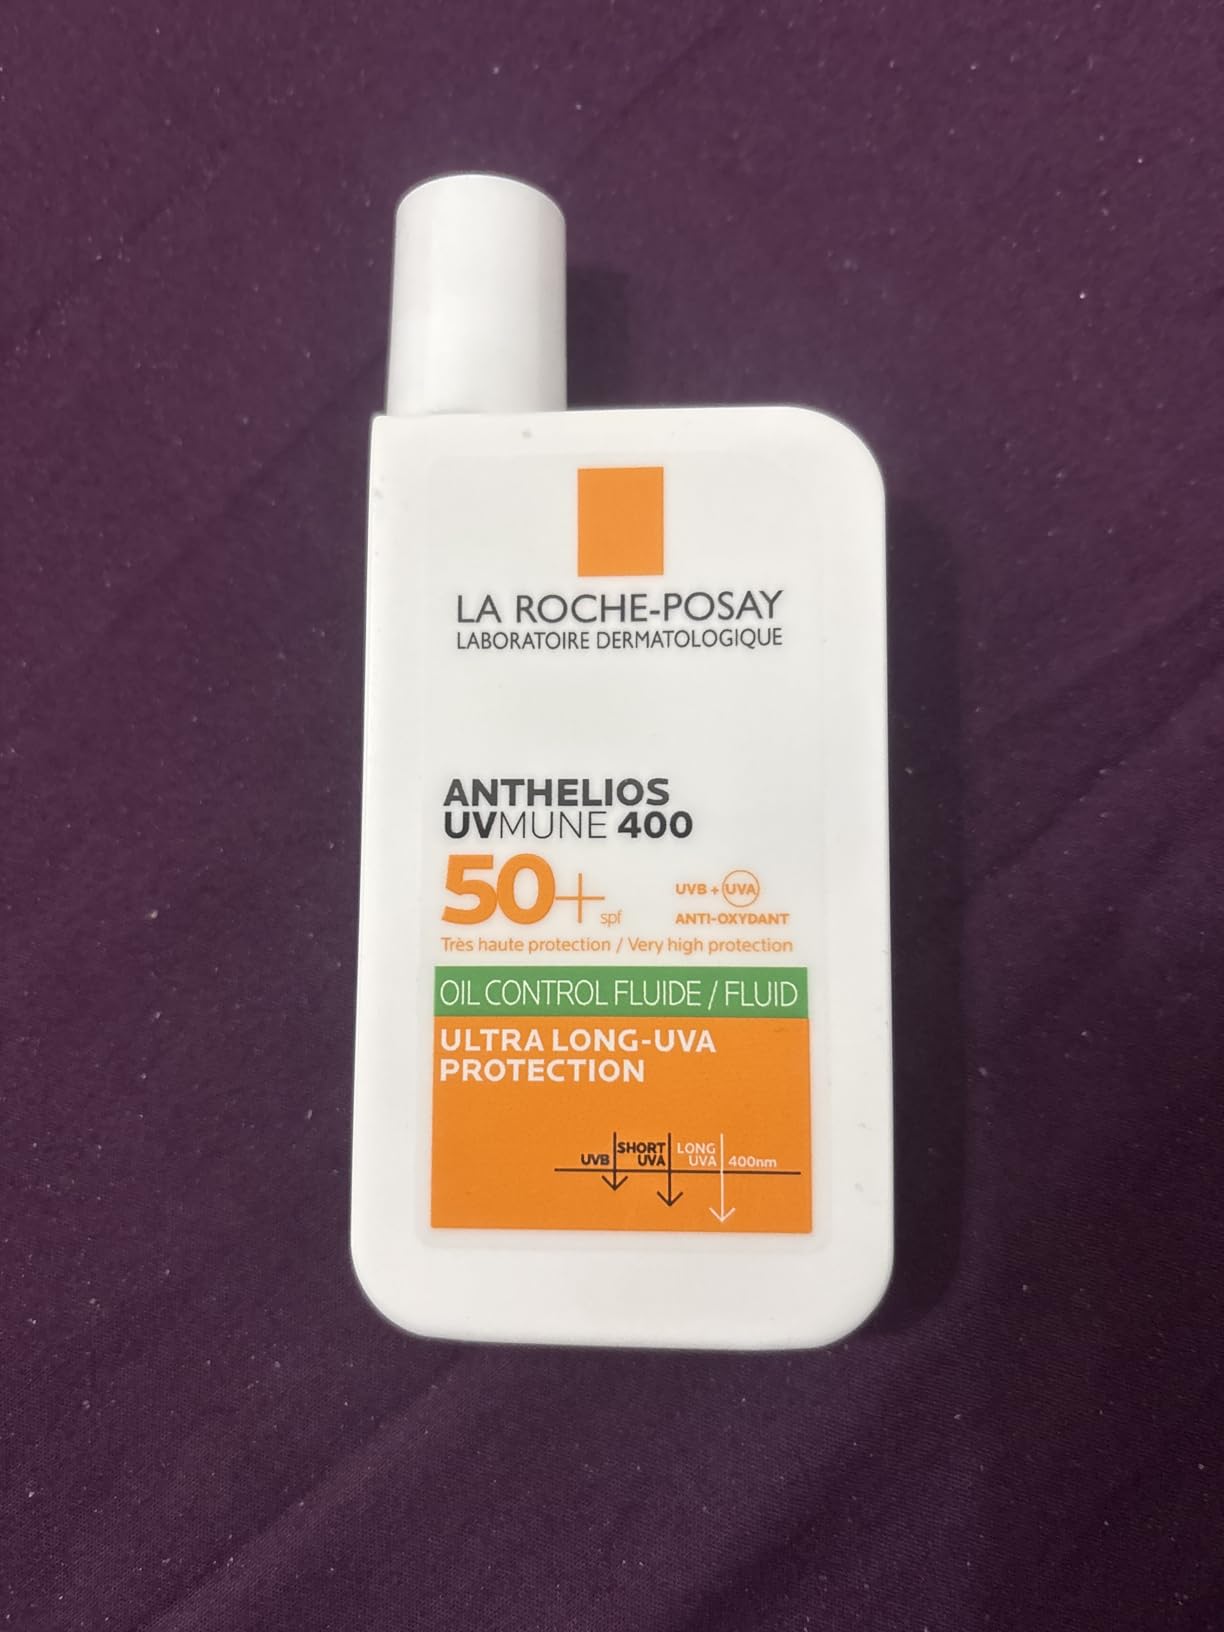 LA ROCHE-POSAY
LABORATOIRE DERMATOLOGIQUE
ANTHELIOS
UVMUNE 400
50+ spf
UVB + UVA
ANTI-OXYDANT
Très haute protection / Very high protection
OIL CONTROL FLUIDE / FLUID
ULTRA LONG-UVA
PROTECTION
UVB
SHORT
UVA
LONG
UVA
400nm